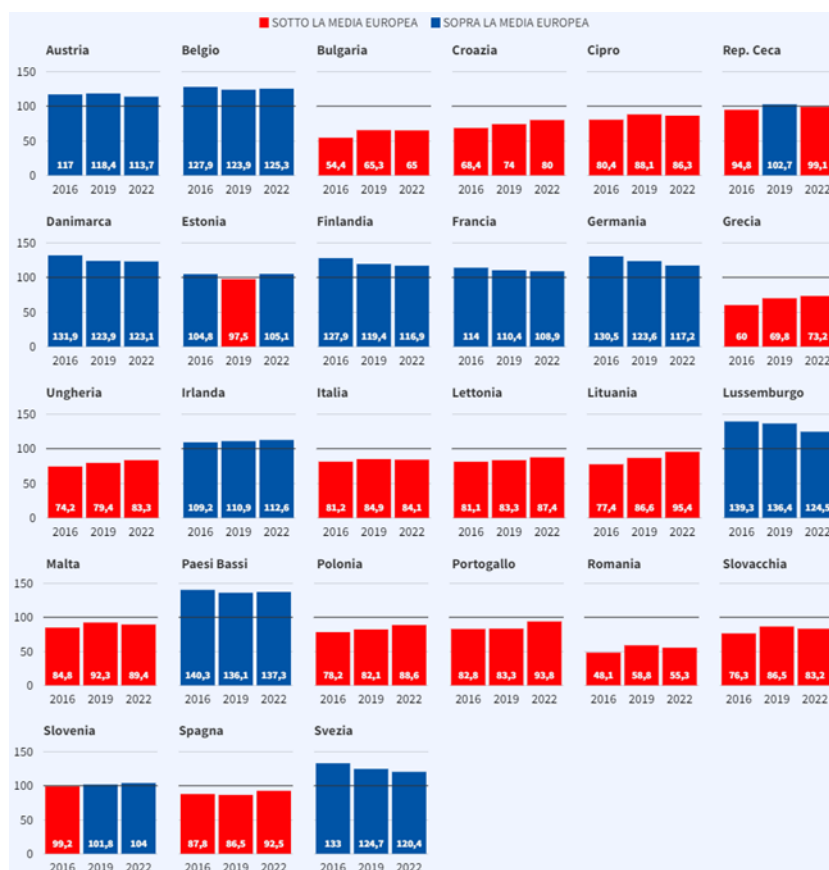 SOTTO LA MEDIA EUROPEA SOPRA LA MEDIA EUROPEA
Austria Belgio Bulgaria Croazia Cipro Rep. Ceca
150
100
50
0
117 118,4 113,7 127,9 123,9 125,3 54,4 65,3 65 68,4 74 80 80,4 88,1 86,3 94,8 102,7 99,1
2016 2019 2022 2016 2019 2022 2016 2019 2022 2016 2019 2022 2016 2019 2022 2016 2019 2022
Danimarca Estonia Finlandia Francia Germania Grecia
150
100
50
0
131,9 123,9 123,1 104,8 97,5 105,1 127,9 119,4 116,9 114 110,4 108,9 130,5 123,6 117,2 60 69,8 73,2
2016 2019 2022 2016 2019 2022 2016 2019 2022 2016 2019 2022 2016 2019 2022 2016 2019 2022
Ungheria Irlanda Italia Lettonia Lituania Lussemburgo
150
100
50
0
74,2 79,4 83,3 109,2 110,9 112,6 81,2 84,9 84,1 81,1 83,3 87,4 77,4 86,6 95,4 139,3 136,4 124,5
2016 2019 2022 2016 2019 2022 2016 2019 2022 2016 2019 2022 2016 2019 2022 2016 2019 2022
Malta Paesi Bassi Polonia Portogallo Romania Slovacchia
150
100
50
0
84,8 92,3 89,4 140,3 136,1 137,3 78,2 82,1 88,6 82,8 83,3 93,8 48,1 58,8 55,3 76,3 86,5 83,2
2016 2019 2022 2016 2019 2022 2016 2019 2022 2016 2019 2022 2016 2019 2022 2016 2019 2022
Slovenia Spagna Svezia
150
100
50
0
99,2 101,8 104 87,8 86,5 92,5 133 124,7 120,4
2016 2019 2022 2016 2019 2022 2016 2019 2022